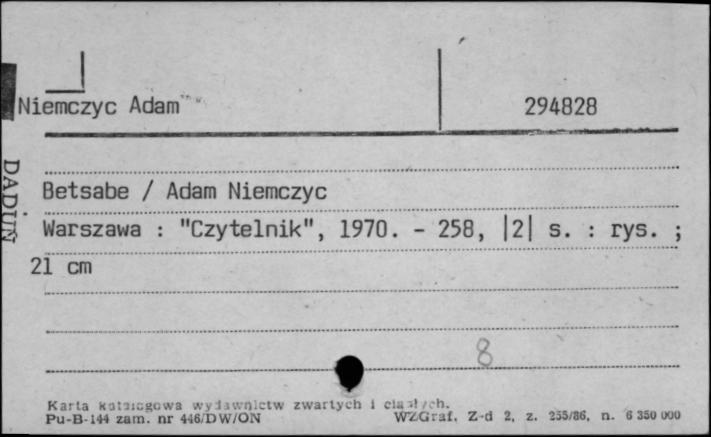 Niemczyc Adam 294828
DADUŃ
Betsabe / Adam Niemczyc
Warszawa : "Czytelnik", 1970. - 258, |2| s. : rys. ;
21 cm
8
Karta katalogowa wydawnictw zwartych i ciągłych.
Pu-B-144 zam. nr 446/DW/ON WZGraf. Z-d 2, z. 255/86, n. 6 350 000